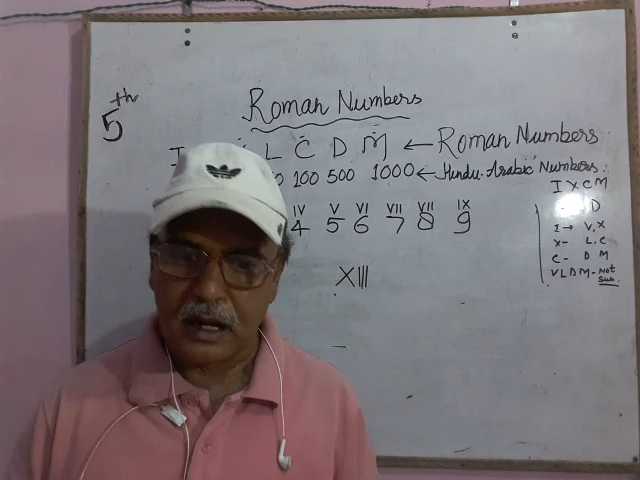 5th
Roman Numbers
I L C D M ← Roman Numbers
100 500 1000 ← Hindu-Arabic Numbers
I X C M
D
IV V VI VII VII IX
4 5 6 7 8 9
I → V, X
X - L, C
C - D M
V L D M - Not
Sub.
XIII